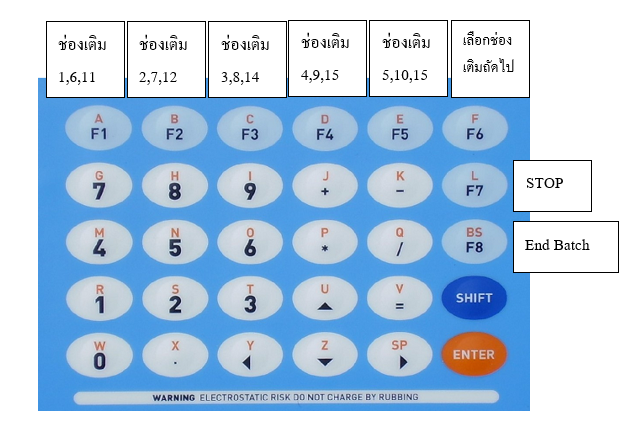 ช่องเติม ช่องเติม ช่องเติม ช่องเติม ช่องเติม เลือกช่อง
1,6,11 2,7,12 3,8,14 4,9,15 5,10,15 เติมถัดไป
A B C D E F
F1 F2 F3 F4 F5 F6
G H I J K L
7 8 9 + - F7 STOP
M N O P Q BS
4 5 6 * / F8 End Batch
R S T U V
1 2 3 ▲ = SHIFT
W X Y Z SP
0 . ◀ ▼ ▶ ENTER
WARNING ELECTROSTATIC RISK DO NOT CHARGE BY RUBBING